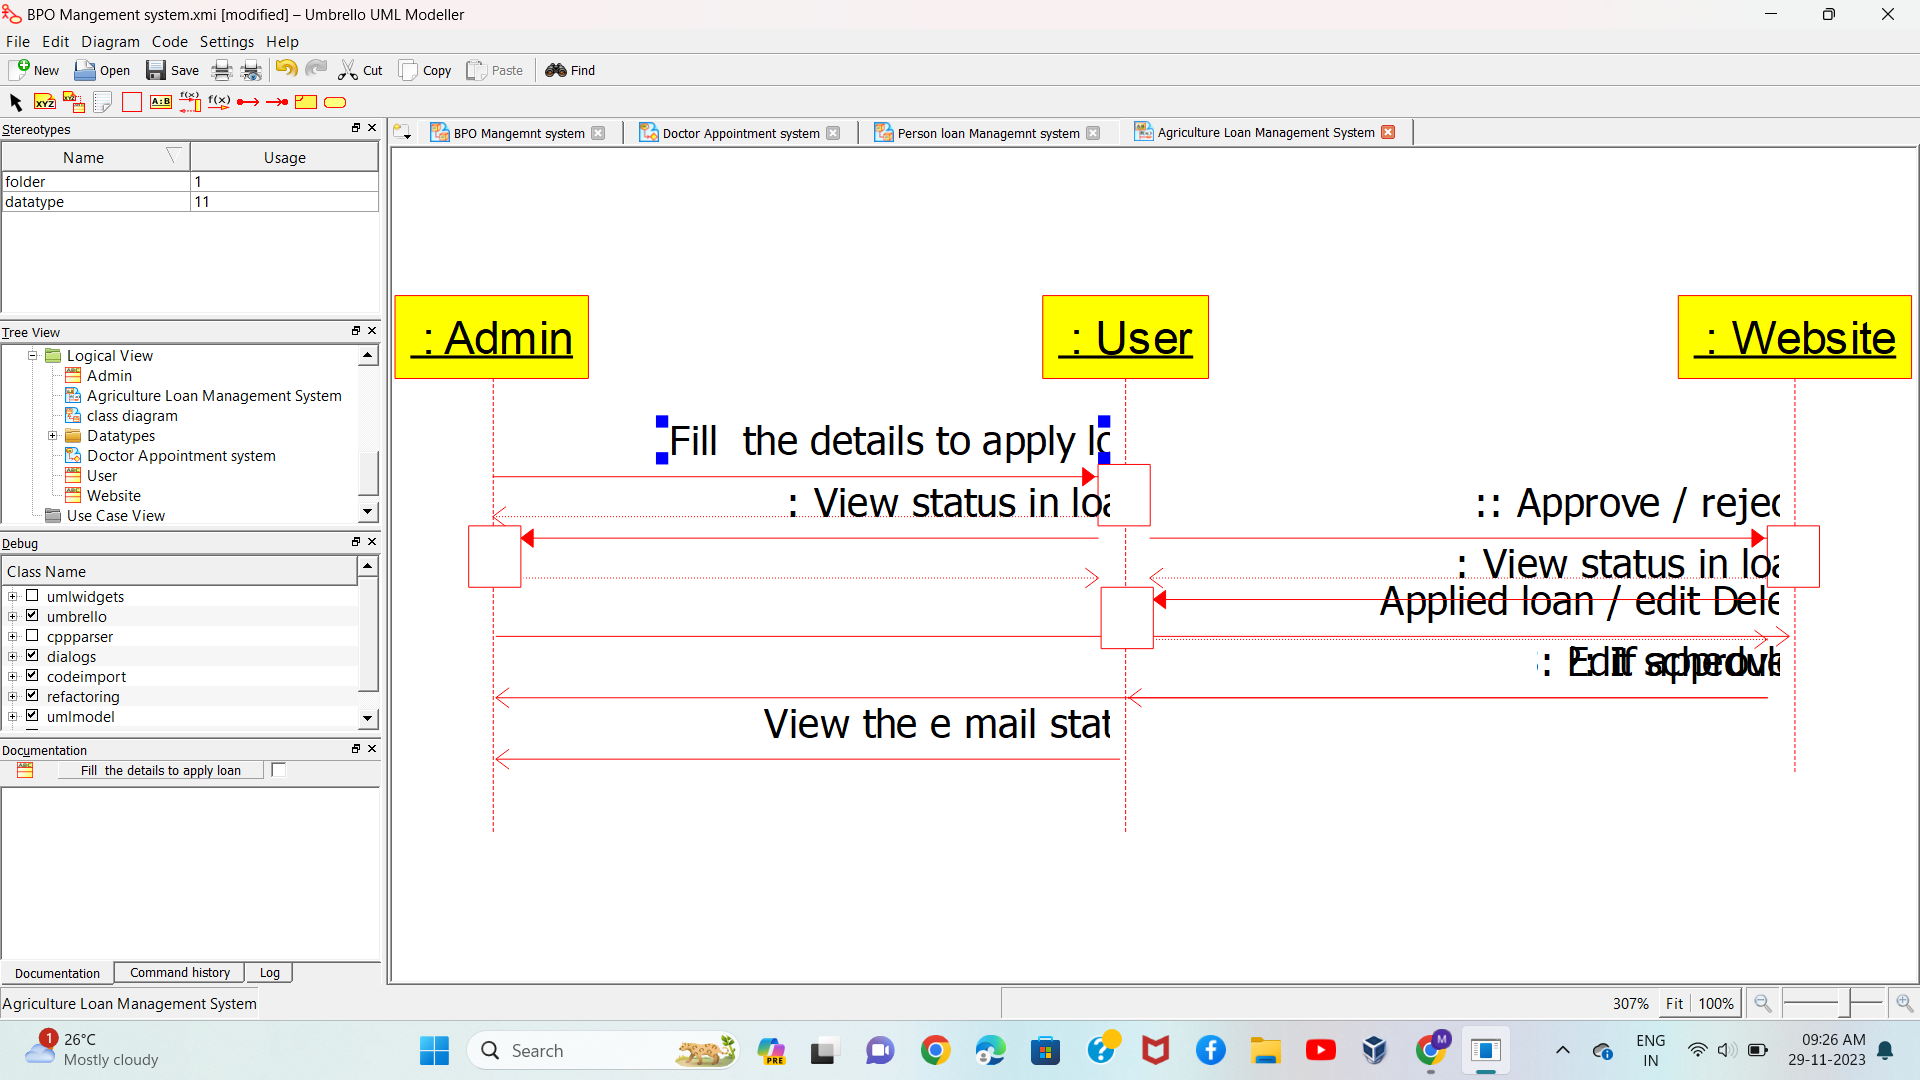 BPO Mangement system.xmi [modified] – Umbrello UML Modeller
File Edit Diagram Code Settings Help
New Open Save Cut Copy Paste Find
XYZ XYZ A:B f(x) f(x)
Stereotypes
Name Usage
folder 1
datatype 11
Tree View
Logical View
Admin
Agriculture Loan Management System
class diagram
Datatypes
Doctor Appointment system
User
Website
Use Case View
Debug
Class Name
umlwidgets
umbrello
cppparser
dialogs
codeimport
refactoring
umlmodel
Documentation
Fill the details to apply loan
Documentation Command history Log
BPO Mangemnt system Doctor Appointment system Person loan Managemnt system Agriculture Loan Management System
: Admin : User : Website
Fill the details to apply lo
: View status in loa
:: Approve / rejec
: View status in loa
Applied loan / edit Dele
View the e mail stat
Agriculture Loan Management System
307% Fit 100%
1
26°C
Mostly cloudy
Search
PRE
M
ENG
IN
09:26 AM
29-11-2023